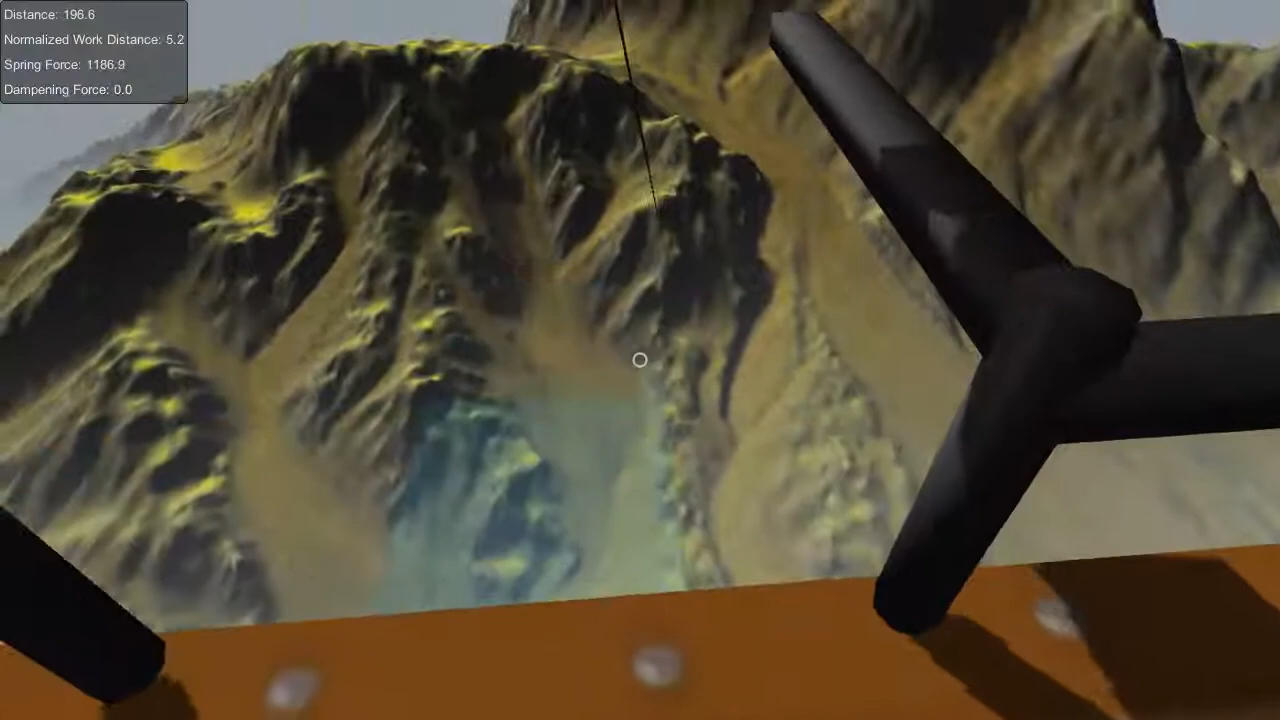 Distance: 196.6
Normalized Work Distance: 5.2
Spring Force: 1186.9
Dampening Force: 0.0